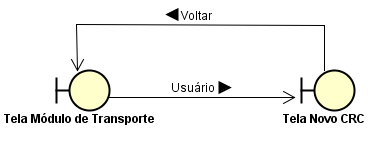 Voltar
Usuário
Tela Módulo de Transporte
Tela Novo CRC